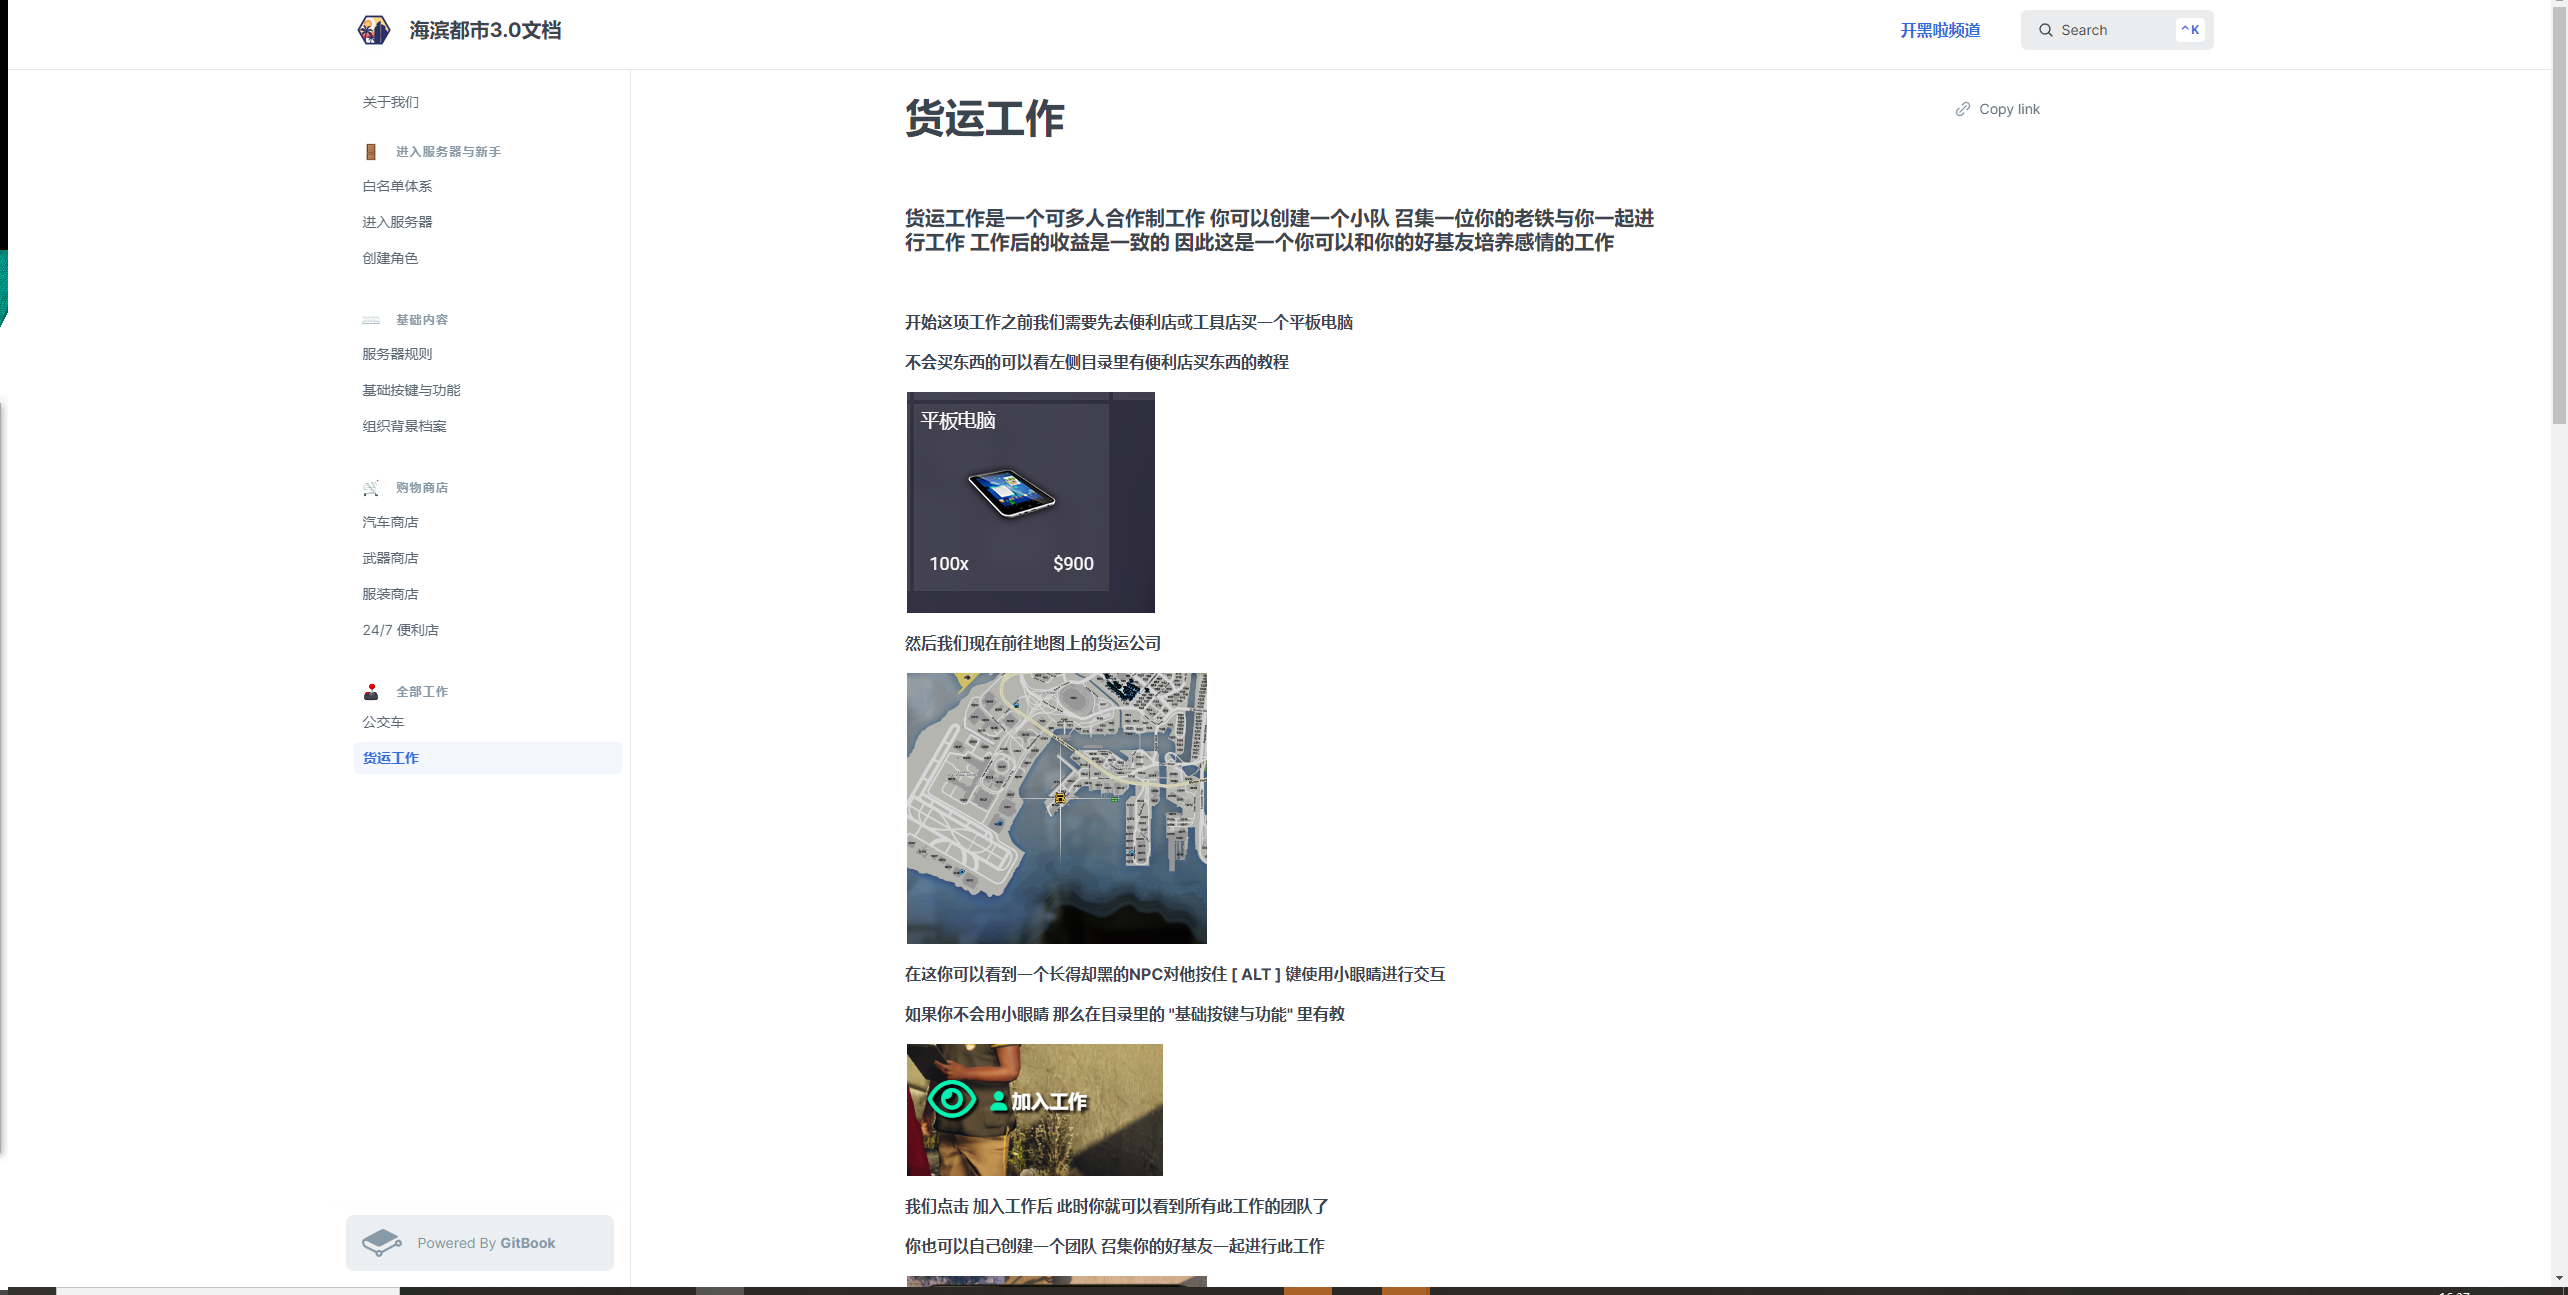 海滨都市3.0文档
开黑啦频道
Search
^K
关于我们
进入服务器与新手
白名单体系
进入服务器
创建角色
基础内容
服务器规则
基础按键与功能
组织背景档案
购物商店
汽车商店
武器商店
服装商店
24/7 便利店
全部工作
公交车
货运工作
Powered By GitBook
货运工作
Copy link
货运工作是一个可多人合作制工作 你可以创建一个小队 召集一位你的老铁与你一起进
行工作 工作后的收益是一致的 因此这是一个你可以和你的好基友培养感情的工作
开始这项工作之前我们需要先去便利店或工具店买一个平板电脑
不会买东西的可以看左侧目录里有便利店买东西的教程
平板电脑
100x
$900
然后我们现在前往地图上的货运公司
在这你可以看到一个长得却黑的NPC对他按住 [ ALT ] 键使用小眼睛进行交互
如果你不会用小眼睛 那么在目录里的 "基础按键与功能" 里有教
加入工作
我们点击 加入工作后 此时你就可以看到所有此工作的团队了
你也可以自己创建一个团队 召集你的好基友一起进行此工作